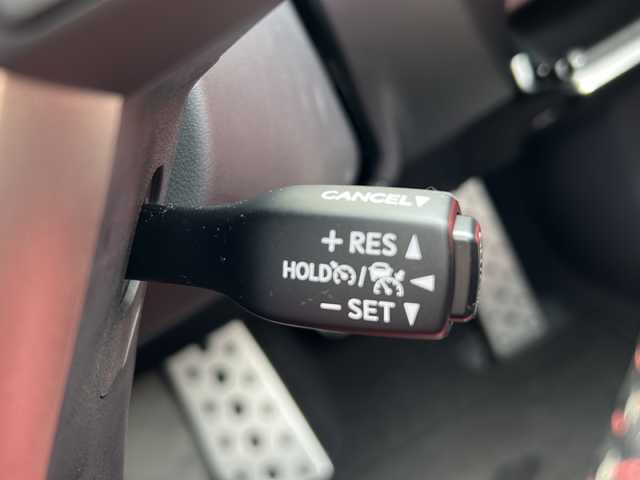 CANCEL▼
+ RES ▲
HOLD / ◀
− SET ▼